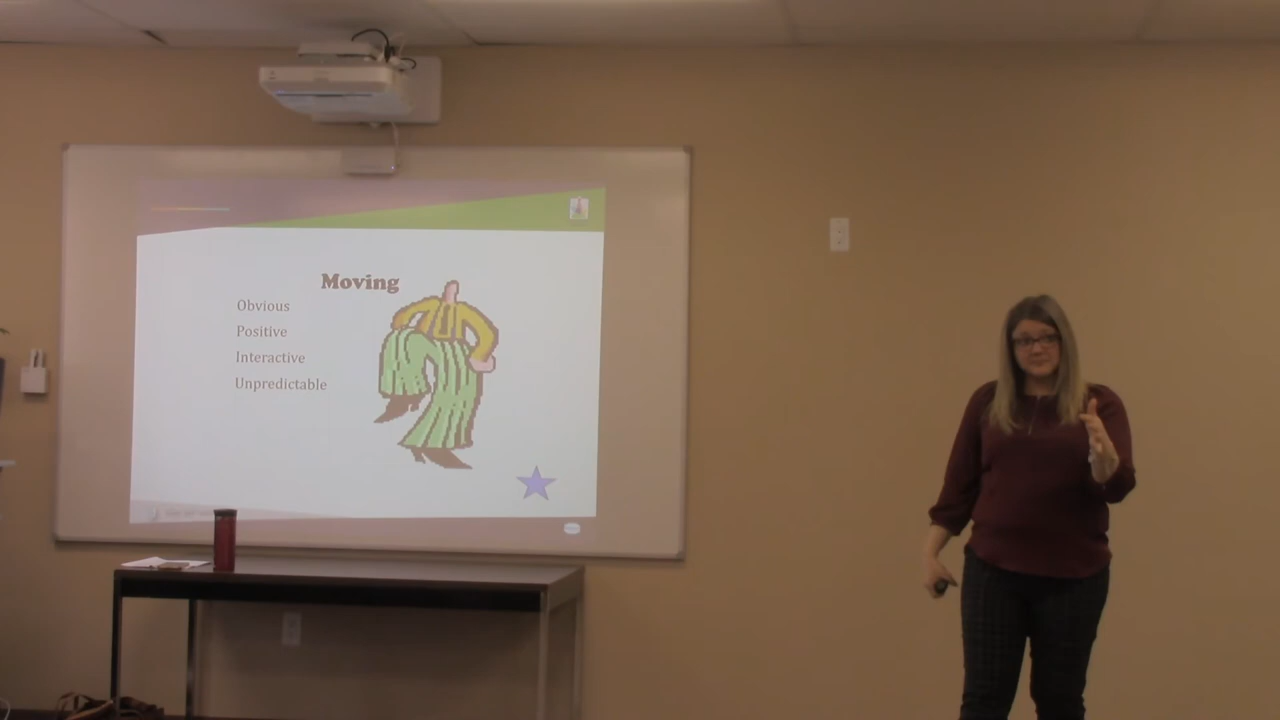 Moving
Obvious
Positive
Interactive
Unpredictable